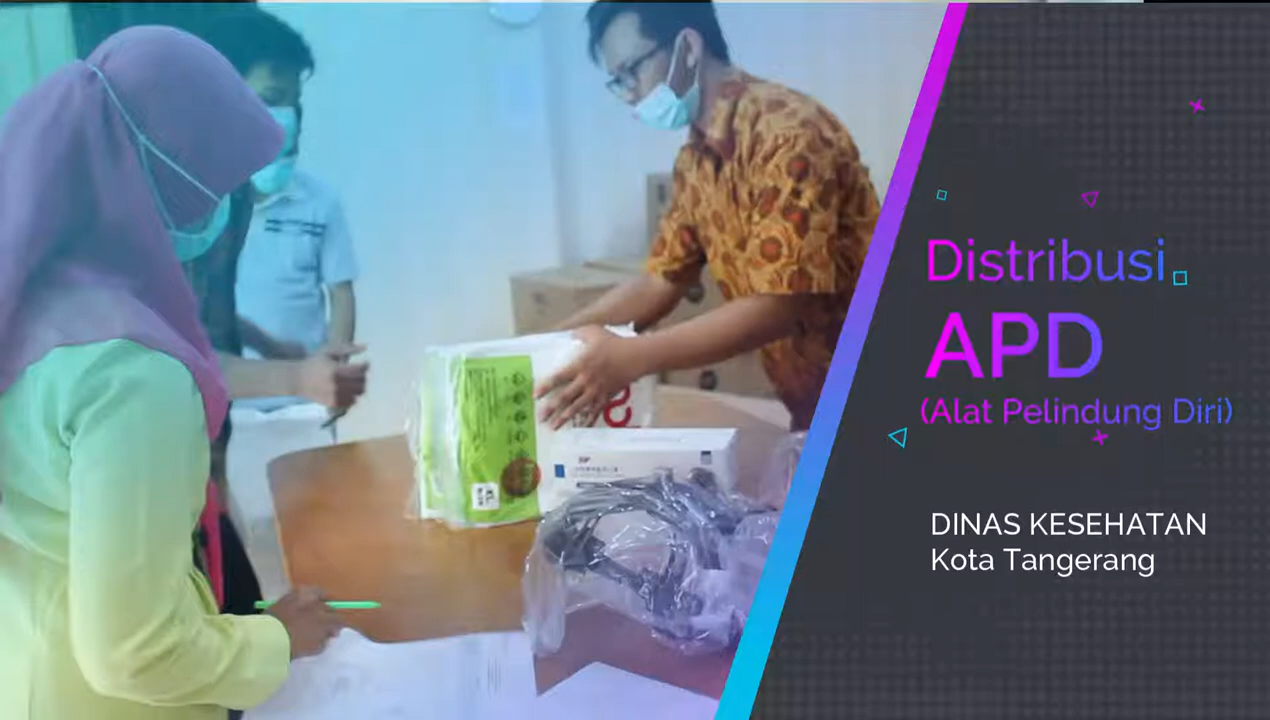 Distribusi
APD
(Alat Pelindung Diri)
DINAS KESEHATAN
Kota Tangerang